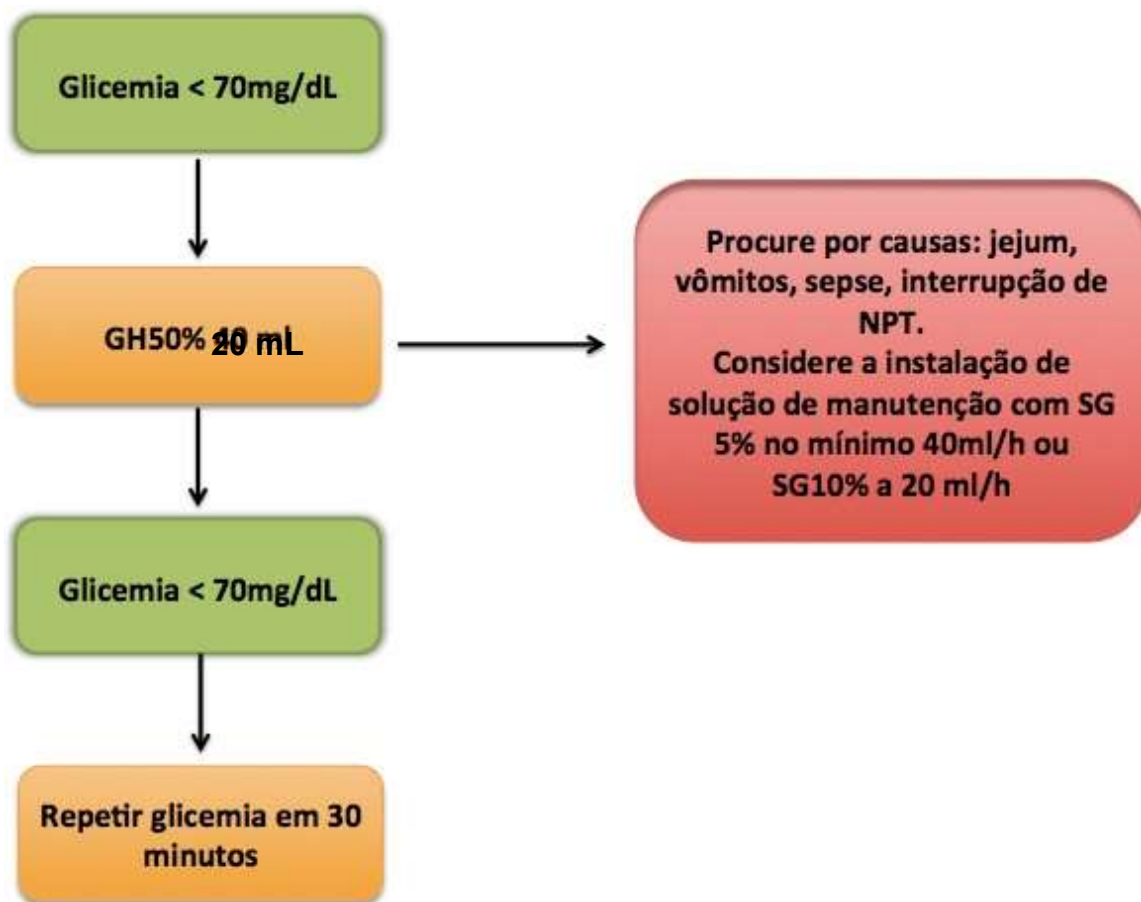 Glicemia < 70mg/dL
GH50% 20 mL
Procure por causas: jejum,
vômitos, sepse, interrupção de
NPT.
Considere a instalação de
solução de manutenção com SG
5% no mínimo 40ml/h ou
SG10% a 20 ml/h
Glicemia < 70mg/dL
Repetir glicemia em 30
minutos